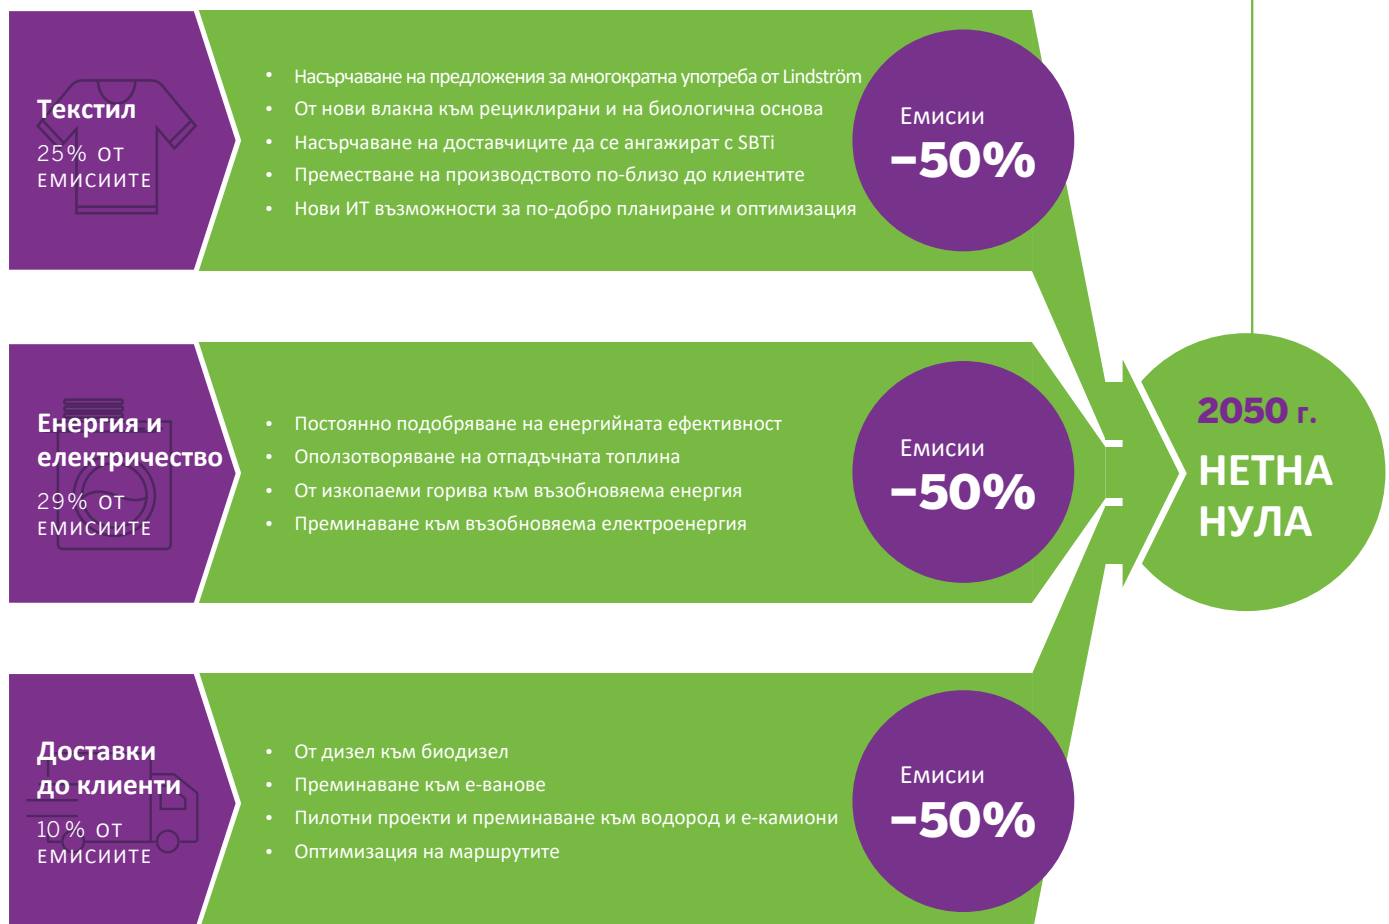 Текстил
25% от
емисиите
• Насърчаване на предложения за многократна употреба от Lindström
• От нови влакна към рециклирани и на биологична основа
• Насърчаване на доставчиците да се ангажират с SBTi
• Преместване на производството по-близо до клиентите
• Нови ИТ възможности за по-добро планиране и оптимизация
Емисии
−50%
Енергия и
електричество
29% от
емисиите
• Постоянно подобряване на енергийната ефективност
• Оползотворяване на отпадъчната топлина
• От изкопаеми горива към възобновяема енергия
• Преминаване към възобновяема електроенергия
Емисии
−50%
2050 г.
НЕТНА
НУЛА
Доставки
до клиенти
10 % от
емисиите
• От дизел към биодизел
• Преминаване към е-ванове
• Пилотни проекти и преминаване към водород и е-камиони
• Оптимизация на маршрутите
Емисии
−50%